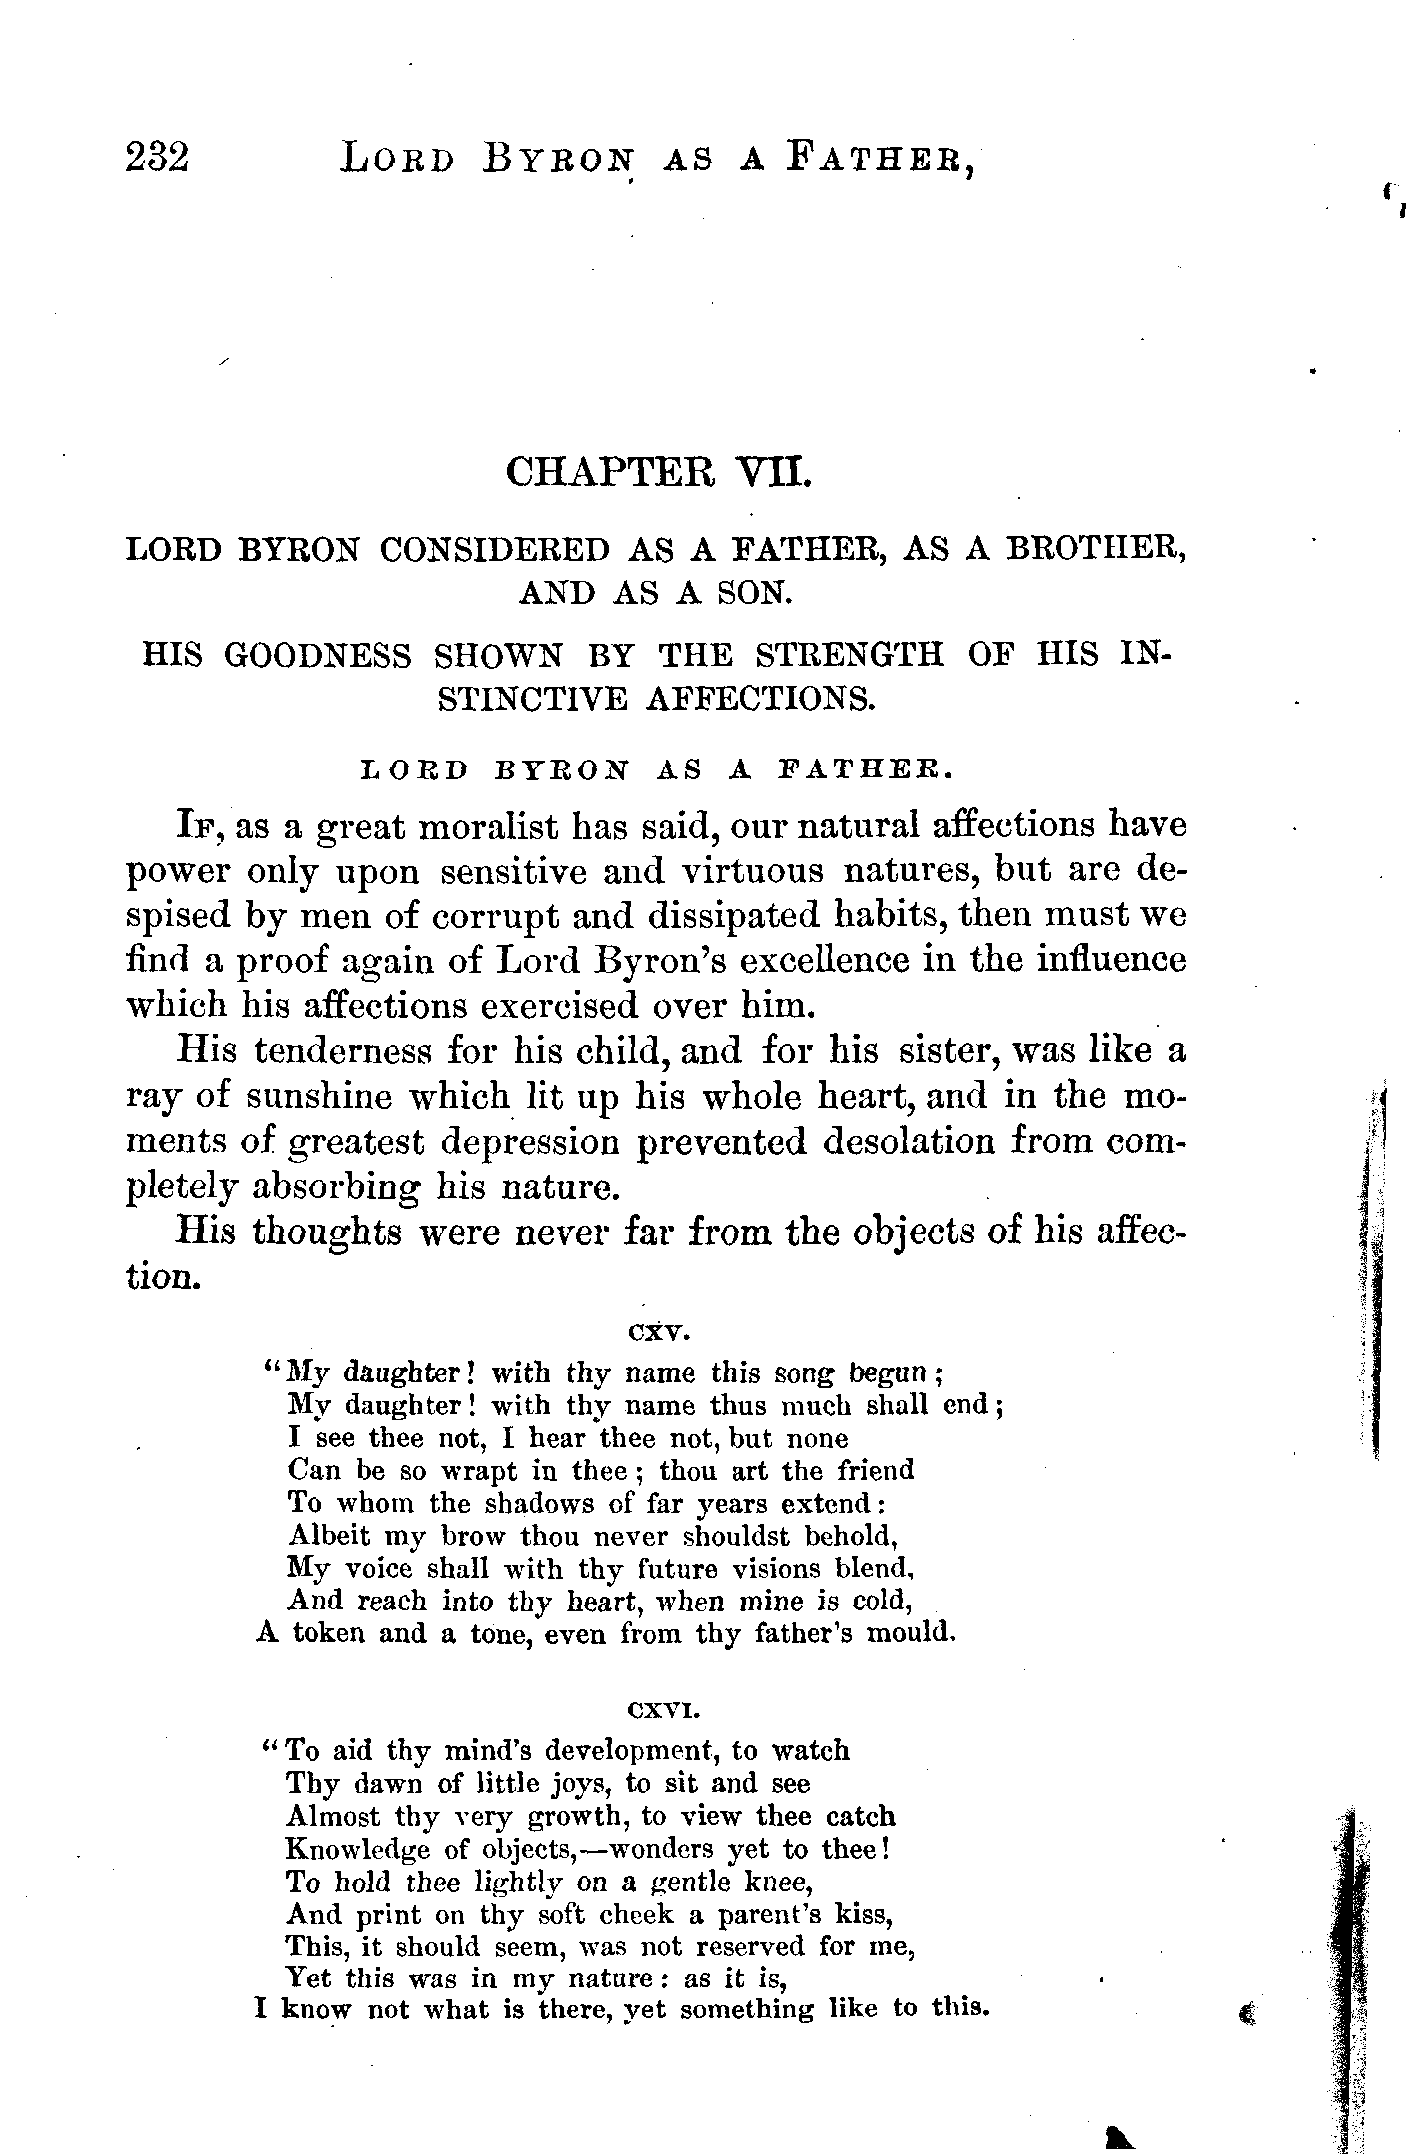 232 LORD BYRON AS A FATHER,
CHAPTER VII.
LORD BYRON CONSIDERED AS A FATHER, AS A BROTHER,
AND AS A SON.
HIS GOODNESS SHOWN BY THE STRENGTH OF HIS IN-
STINCTIVE AFFECTIONS.
LORD BYRON AS A FATHER.
IF, as a great moralist has said, our natural affections have
power only upon sensitive and virtuous natures, but are de-
spised by men of corrupt and dissipated habits, then must we
find a proof again of Lord Byron's excellence in the influence
which his affections exercised over him.
His tenderness for his child, and for his sister, was like a
ray of sunshine which lit up his whole heart, and in the mo-
ments of greatest depression prevented desolation from com-
pletely absorbing his nature.
His thoughts were never far from the objects of his affec-
tion.
CXV.
"My daughter! with thy name this song begun;
My daughter! with thy name thus much shall end;
I see thee not, I hear thee not, but none
Can be so wrapt in thee; thou art the friend
To whom the shadows of far years extend:
Albeit my brow thou never shouldst behold,
My voice shall with thy future visions blend,
And reach into thy heart, when mine is cold,
A token and a tone, even from thy father's mould.
CXVI.
"To aid thy mind's development, to watch
Thy dawn of little joys, to sit and see
Almost thy very growth, to view thee catch
Knowledge of objects,—wonders yet to thee!
To hold thee lightly on a gentle knee,
And print on thy soft cheek a parent's kiss,
This, it should seem, was not reserved for me,
Yet this was in my nature: as it is,
I know not what is there, yet something like to this.